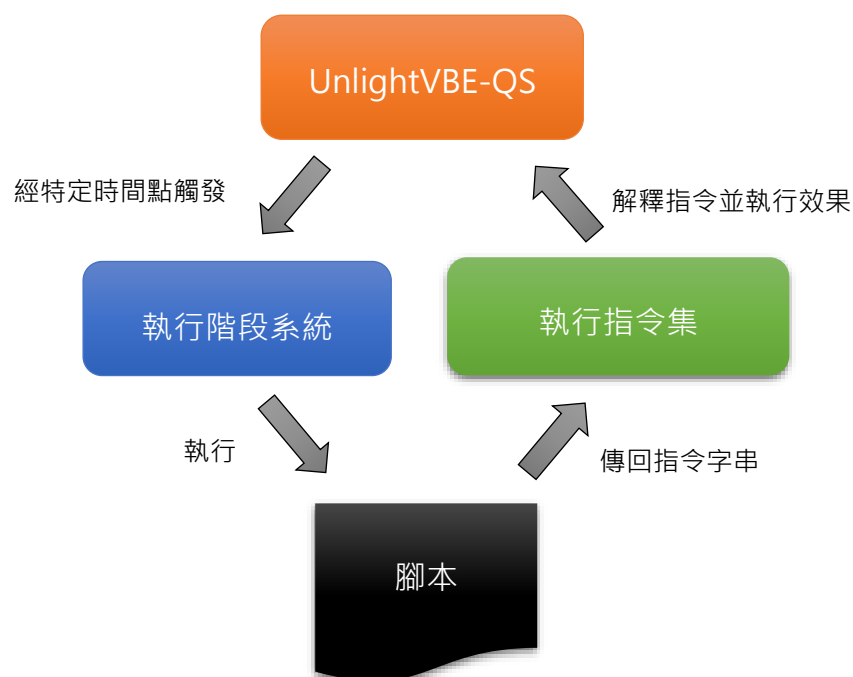 UnlightVBE-QS
經特定時間點觸發
解釋指令並執行效果
執行階段系統
執行指令集
執行
傳回指令字串
腳本